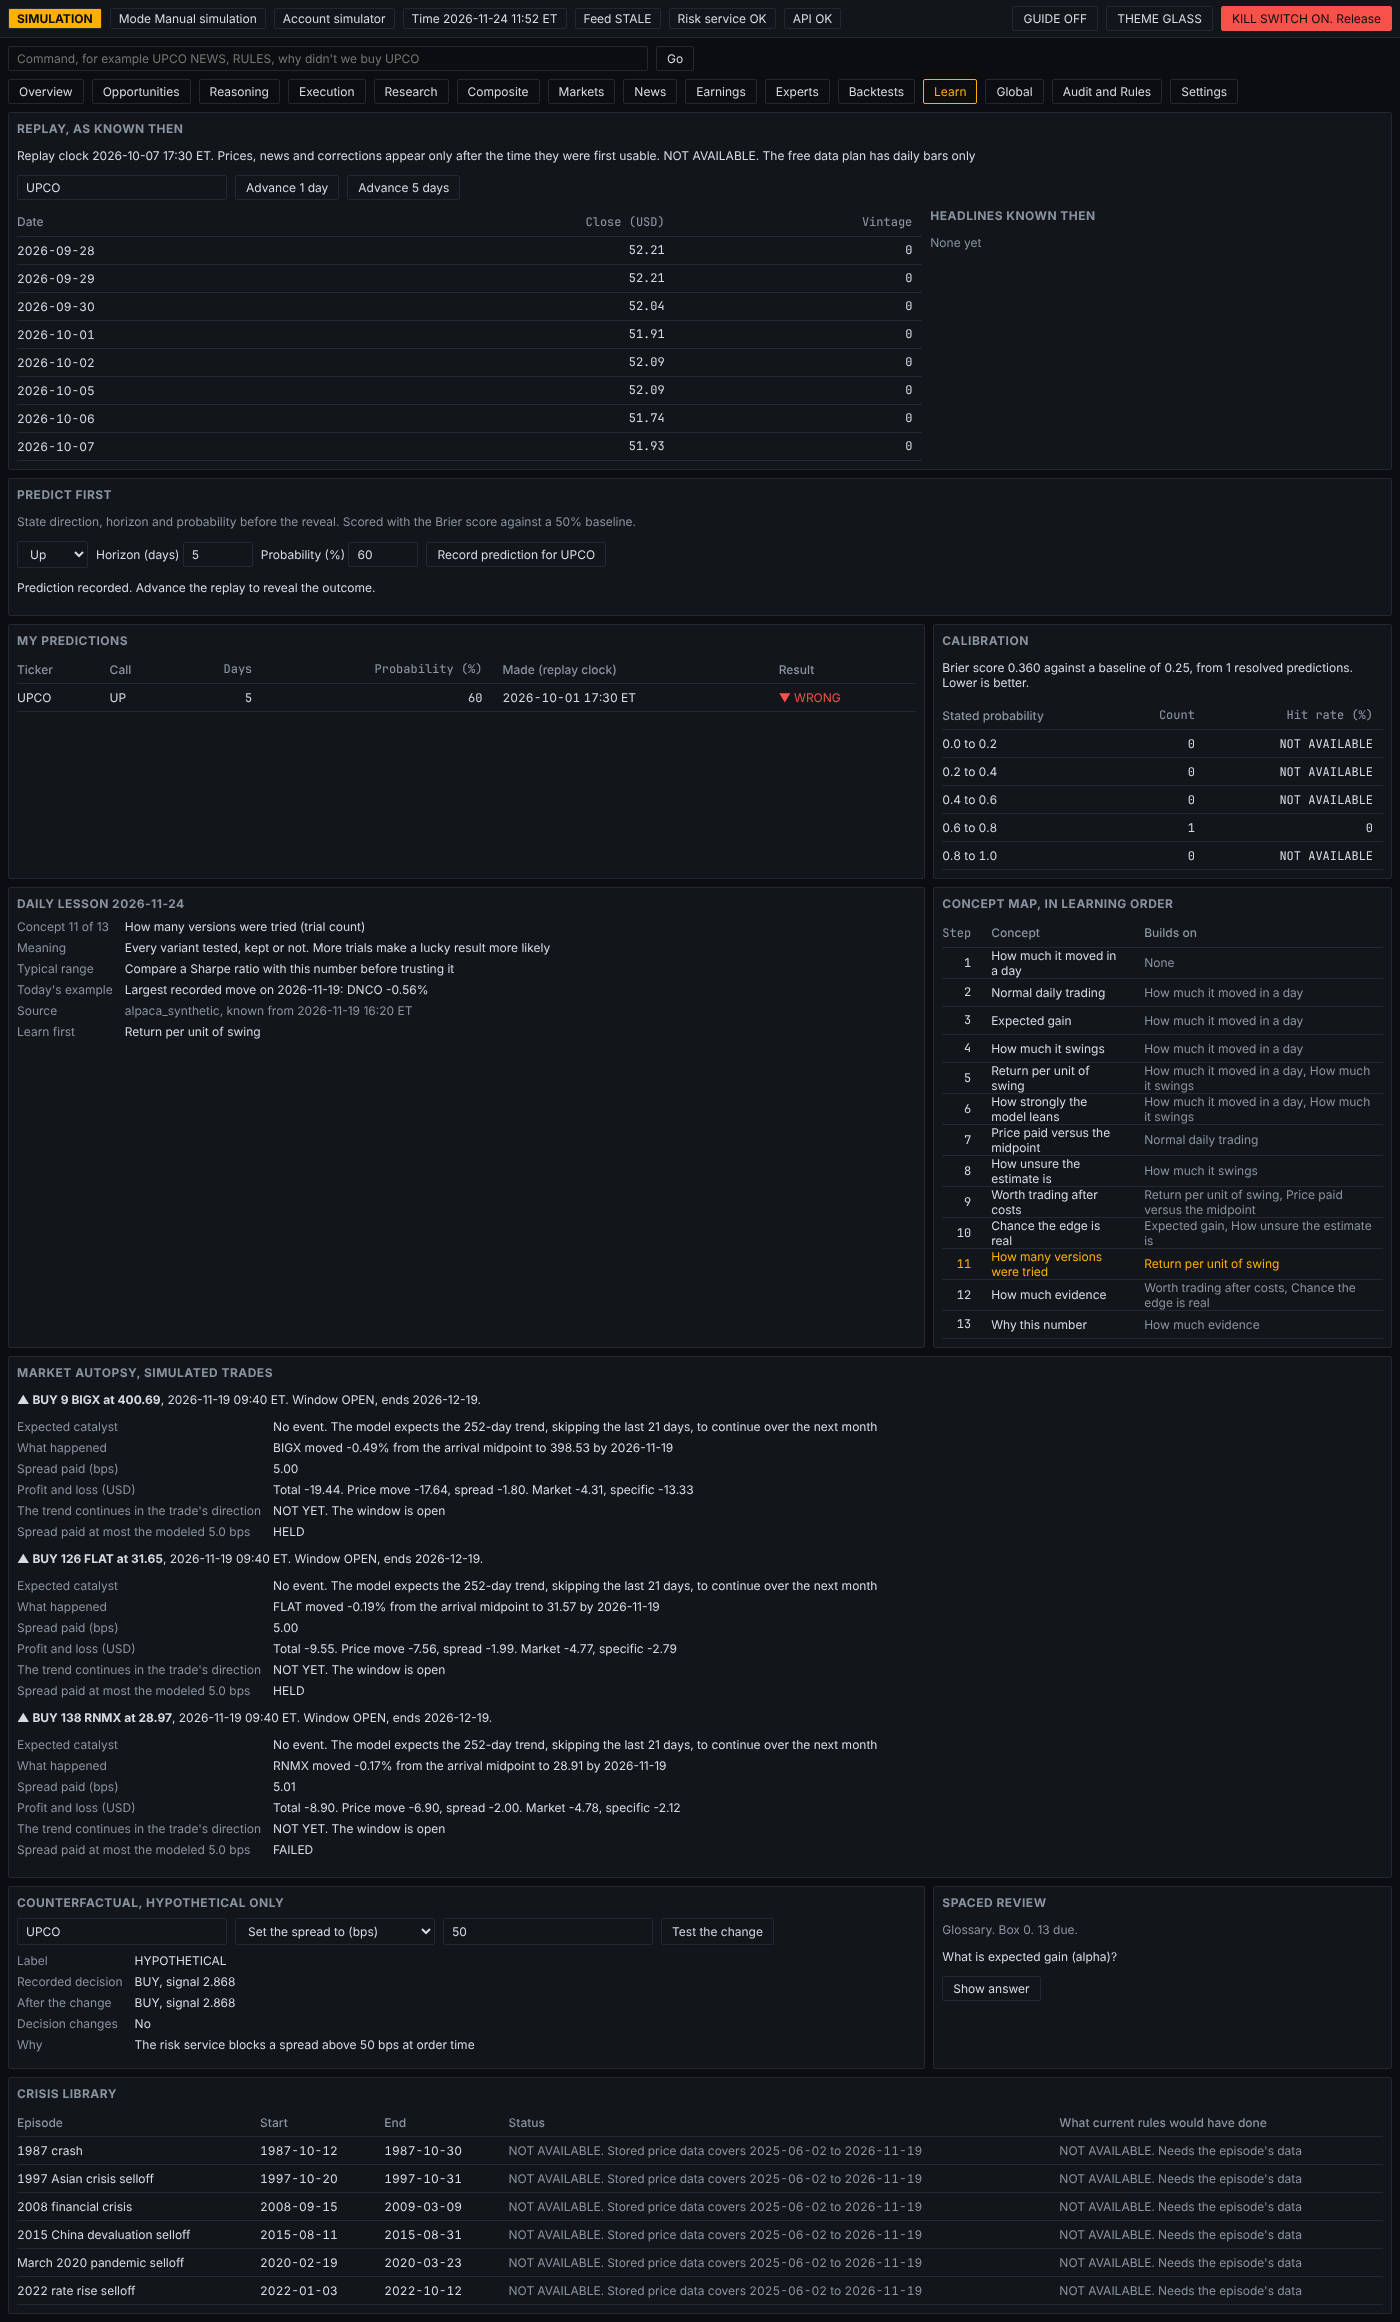 SIMULATION Mode Manual simulation Account simulator Time 2026-11-24 11:52 ET Feed STALE Risk service OK API OK GUIDE OFF THEME GLASS KILL SWITCH ON. Release
Command, for example UPCO NEWS, RULES, why didn't we buy UPCO Go
Overview Opportunities Reasoning Execution Research Composite Markets News Earnings Experts Backtests Learn Global Audit and Rules Settings
REPLAY, AS KNOWN THEN
Replay clock 2026-10-07 17:30 ET. Prices, news and corrections appear only after the time they were first usable. NOT AVAILABLE. The free data plan has daily bars only
UPCO Advance 1 day Advance 5 days
Date Close (USD) Vintage
2026-09-28 52.21 0
2026-09-29 52.21 0
2026-09-30 52.04 0
2026-10-01 51.91 0
2026-10-02 52.09 0
2026-10-05 52.09 0
2026-10-06 51.74 0
2026-10-07 51.93 0
HEADLINES KNOWN THEN
None yet
PREDICT FIRST
State direction, horizon and probability before the reveal. Scored with the Brier score against a 50% baseline.
Up Horizon (days) 5 Probability (%) 60 Record prediction for UPCO
Prediction recorded. Advance the replay to reveal the outcome.
MY PREDICTIONS
Ticker Call Days Probability (%) Made (replay clock) Result
UPCO UP 5 60 2026-10-01 17:30 ET ▼ WRONG
CALIBRATION
Brier score 0.360 against a baseline of 0.25, from 1 resolved predictions.
Lower is better.
Stated probability Count Hit rate (%)
0.0 to 0.2 0 NOT AVAILABLE
0.2 to 0.4 0 NOT AVAILABLE
0.4 to 0.6 0 NOT AVAILABLE
0.6 to 0.8 1 0
0.8 to 1.0 0 NOT AVAILABLE
DAILY LESSON 2026-11-24
Concept 11 of 13 How many versions were tried (trial count)
Meaning Every variant tested, kept or not. More trials make a lucky result more likely
Typical range Compare a Sharpe ratio with this number before trusting it
Today's example Largest recorded move on 2026-11-19: DNCO -0.56%
Source alpaca_synthetic, known from 2026-11-19 16:20 ET
Learn first Return per unit of swing
CONCEPT MAP, IN LEARNING ORDER
Step Concept Builds on
1 How much it moved in a day None
2 Normal daily trading How much it moved in a day
3 Expected gain How much it moved in a day
4 How much it swings How much it moved in a day
5 Return per unit of swing How much it moved in a day, How much it swings
6 How strongly the model leans How much it moved in a day, How much it swings
7 Price paid versus the midpoint Normal daily trading
8 How unsure the estimate is How much it swings
9 Worth trading after costs Return per unit of swing, Price paid versus the midpoint
10 Chance the edge is real Expected gain, How unsure the estimate is
11 How many versions were tried Return per unit of swing
12 How much evidence Worth trading after costs, Chance the edge is real
13 Why this number How much evidence
MARKET AUTOPSY, SIMULATED TRADES
▲ BUY 9 BIGX at 400.69, 2026-11-19 09:40 ET. Window OPEN, ends 2026-12-19.
Expected catalyst No event. The model expects the 252-day trend, skipping the last 21 days, to continue over the next month
What happened BIGX moved -0.49% from the arrival midpoint to 398.53 by 2026-11-19
Spread paid (bps) 5.00
Profit and loss (USD) Total -19.44. Price move -17.64, spread -1.80. Market -4.31, specific -13.33
The trend continues in the trade's direction NOT YET. The window is open
Spread paid at most the modeled 5.0 bps HELD
▲ BUY 126 FLAT at 31.65, 2026-11-19 09:40 ET. Window OPEN, ends 2026-12-19.
Expected catalyst No event. The model expects the 252-day trend, skipping the last 21 days, to continue over the next month
What happened FLAT moved -0.19% from the arrival midpoint to 31.57 by 2026-11-19
Spread paid (bps) 5.00
Profit and loss (USD) Total -9.55. Price move -7.56, spread -1.99. Market -4.77, specific -2.79
The trend continues in the trade's direction NOT YET. The window is open
Spread paid at most the modeled 5.0 bps HELD
▲ BUY 138 RNMX at 28.97, 2026-11-19 09:40 ET. Window OPEN, ends 2026-12-19.
Expected catalyst No event. The model expects the 252-day trend, skipping the last 21 days, to continue over the next month
What happened RNMX moved -0.17% from the arrival midpoint to 28.91 by 2026-11-19
Spread paid (bps) 5.01
Profit and loss (USD) Total -8.90. Price move -6.90, spread -2.00. Market -4.78, specific -2.12
The trend continues in the trade's direction NOT YET. The window is open
Spread paid at most the modeled 5.0 bps FAILED
COUNTERFACTUAL, HYPOTHETICAL ONLY
UPCO Set the spread to (bps) 50 Test the change
Label HYPOTHETICAL
Recorded decision BUY, signal 2.868
After the change BUY, signal 2.868
Decision changes No
Why The risk service blocks a spread above 50 bps at order time
SPACED REVIEW
Glossary. Box 0. 13 due.
What is expected gain (alpha)?
Show answer
CRISIS LIBRARY
Episode Start End Status What current rules would have done
1987 crash 1987-10-12 1987-10-30 NOT AVAILABLE. Stored price data covers 2025-06-02 to 2026-11-19 NOT AVAILABLE. Needs the episode's data
1997 Asian crisis selloff 1997-10-20 1997-10-31 NOT AVAILABLE. Stored price data covers 2025-06-02 to 2026-11-19 NOT AVAILABLE. Needs the episode's data
2008 financial crisis 2008-09-15 2009-03-09 NOT AVAILABLE. Stored price data covers 2025-06-02 to 2026-11-19 NOT AVAILABLE. Needs the episode's data
2015 China devaluation selloff 2015-08-11 2015-08-31 NOT AVAILABLE. Stored price data covers 2025-06-02 to 2026-11-19 NOT AVAILABLE. Needs the episode's data
March 2020 pandemic selloff 2020-02-19 2020-03-23 NOT AVAILABLE. Stored price data covers 2025-06-02 to 2026-11-19 NOT AVAILABLE. Needs the episode's data
2022 rate rise selloff 2022-01-03 2022-10-12 NOT AVAILABLE. Stored price data covers 2025-06-02 to 2026-11-19 NOT AVAILABLE. Needs the episode's data